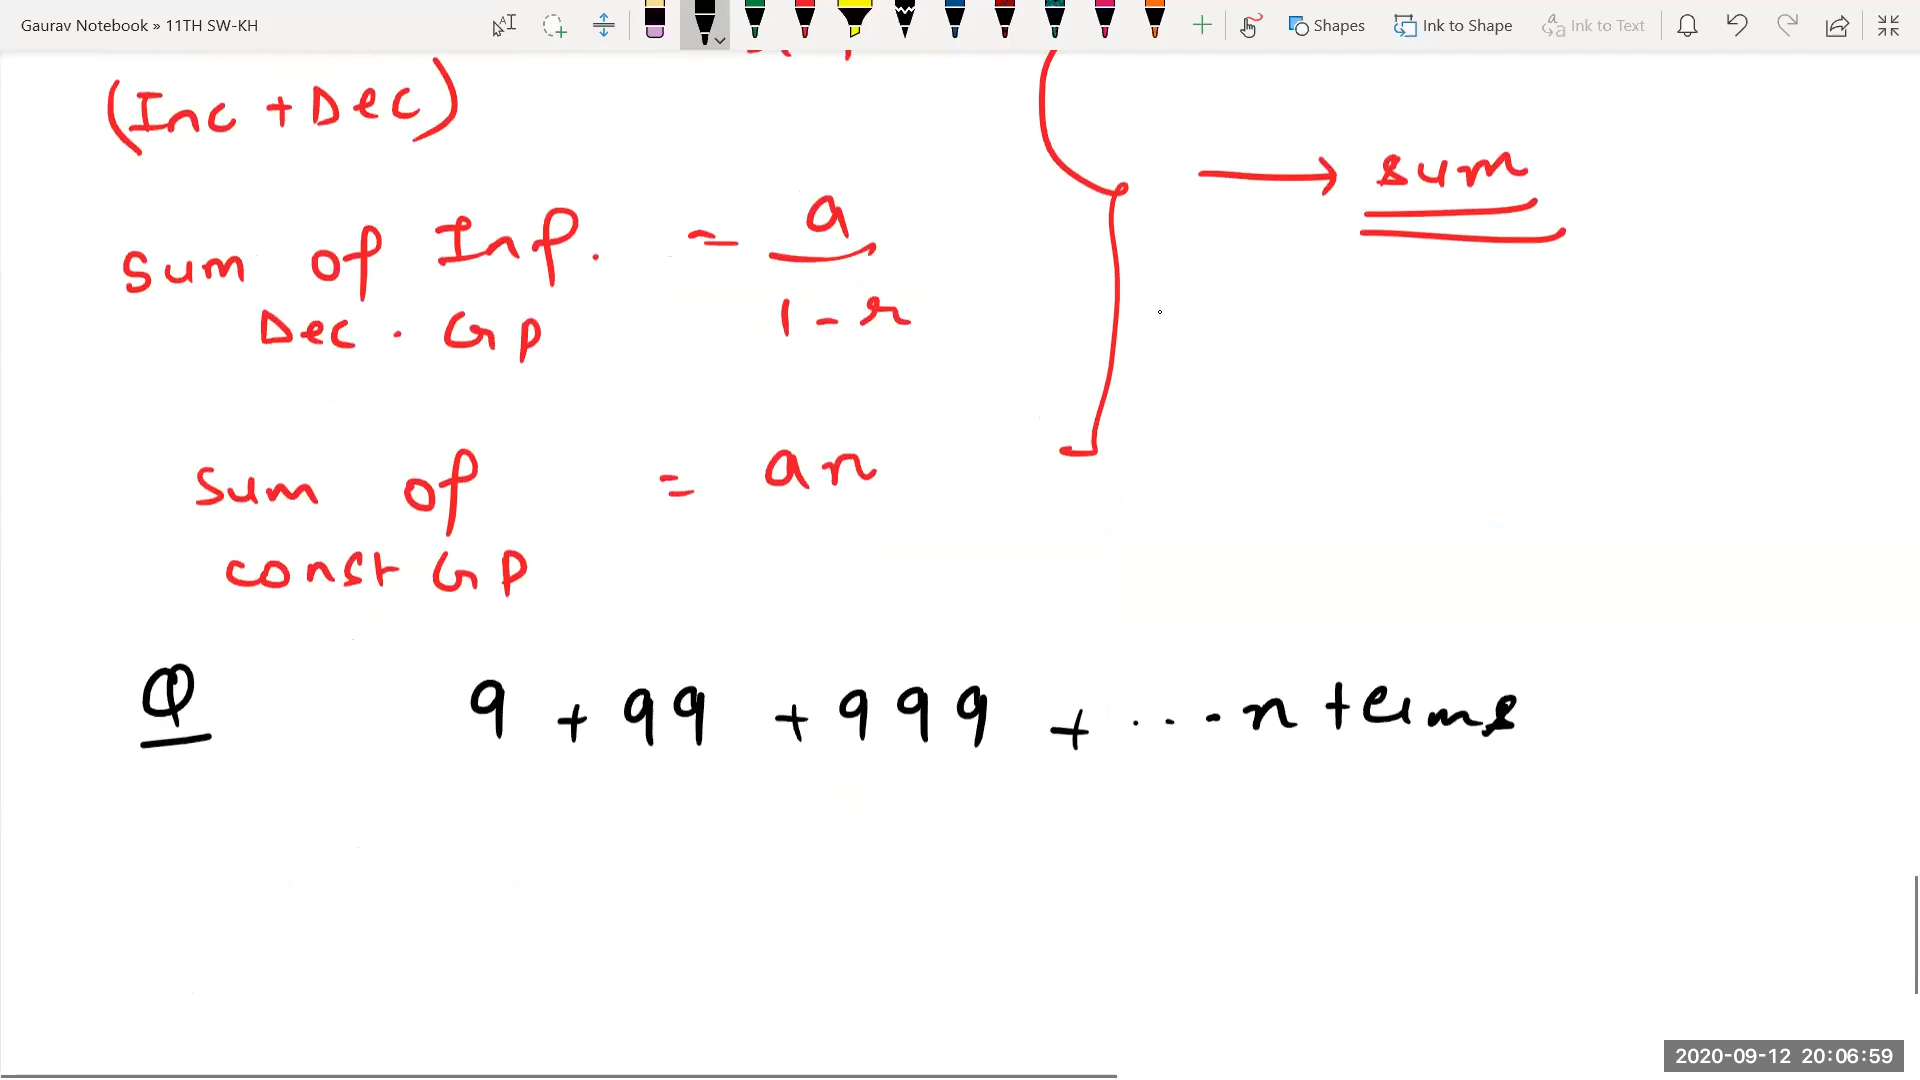 Gaurav Notebook » 11TH SW-KH
Shapes
Ink to Shape
Ink to Text
(Inc + Dec)
→ sum
Sum of Inf. = a
Dec. GP 1-r
Sum of = an
const GP
Q 9 + 99 + 999 + ... n terms
2020-09-12 20:06:59